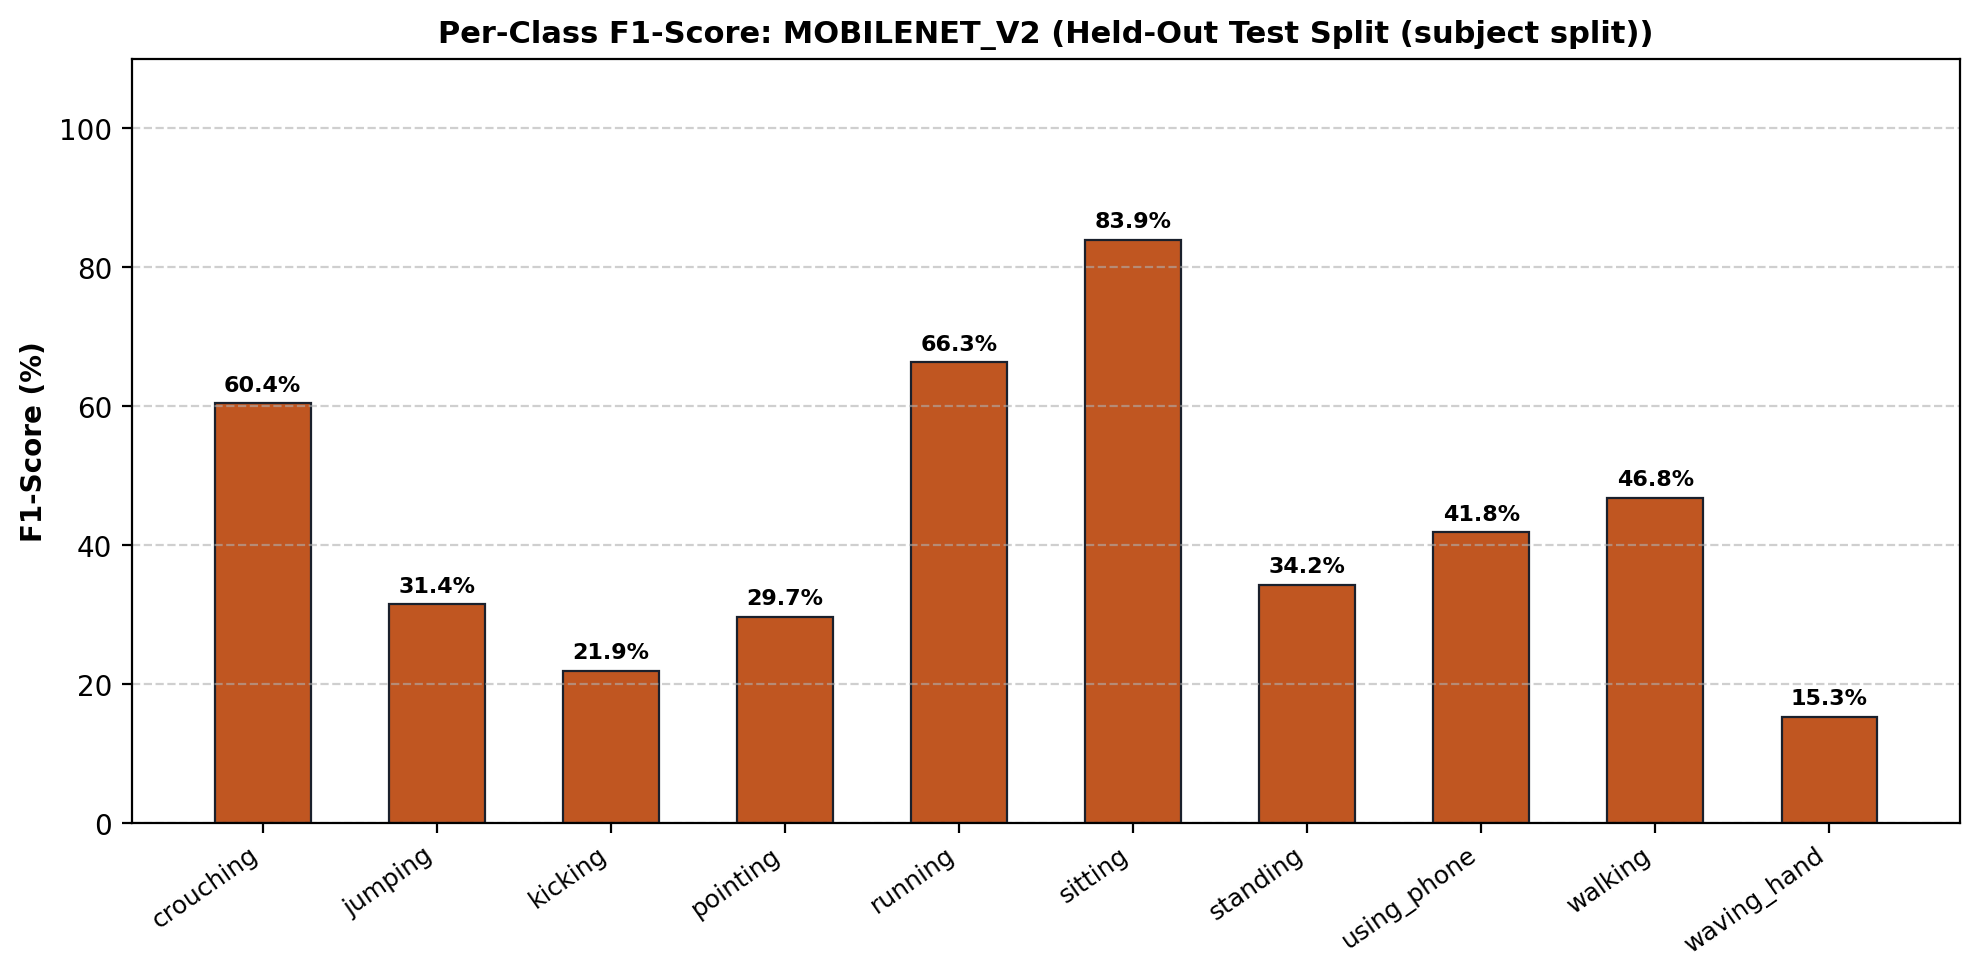 Per-Class F1-Score: MOBILENET_V2 (Held-Out Test Split (subject split))
F1-Score (%)
100
80
60
40
20
0
60.4%
31.4%
21.9%
29.7%
66.3%
83.9%
34.2%
41.8%
46.8%
15.3%
crouching
jumping
kicking
pointing
running
sitting
standing
using_phone
walking
waving_hand